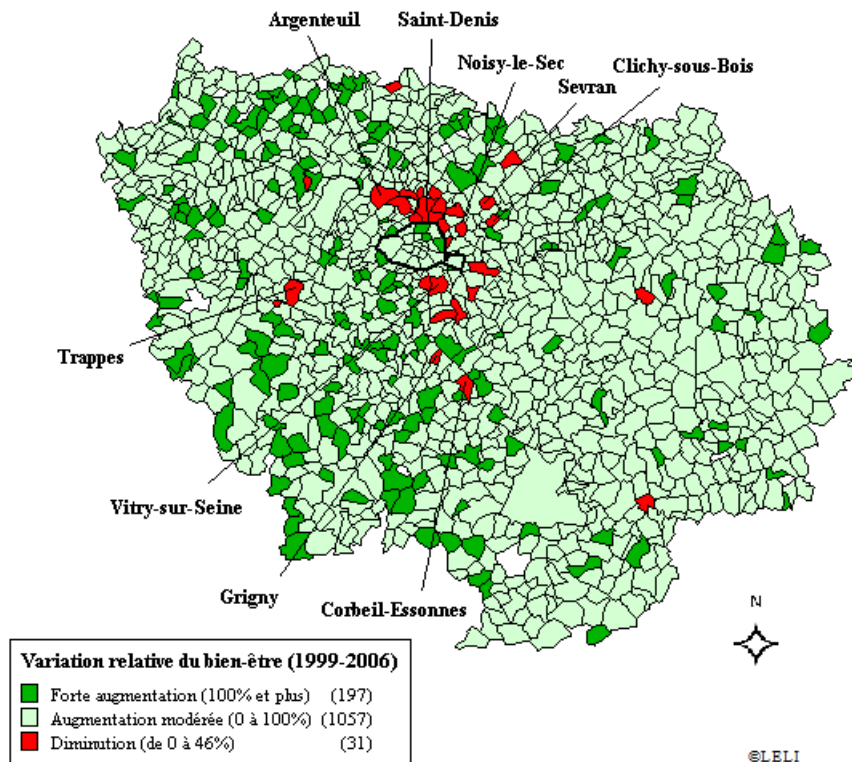 Argenteuil
Saint-Denis
Noisy-le-Sec
Sevran
Clichy-sous-Bois
Trappes
Vitry-sur-Seine
Grigny
Corbeil-Essonnes
N
Variation relative du bien-être (1999-2006)
Forte augmentation (100% et plus) (197)
Augmentation modérée (0 à 100%) (1057)
Diminution (de 0 à 46%) (31)
©LELI